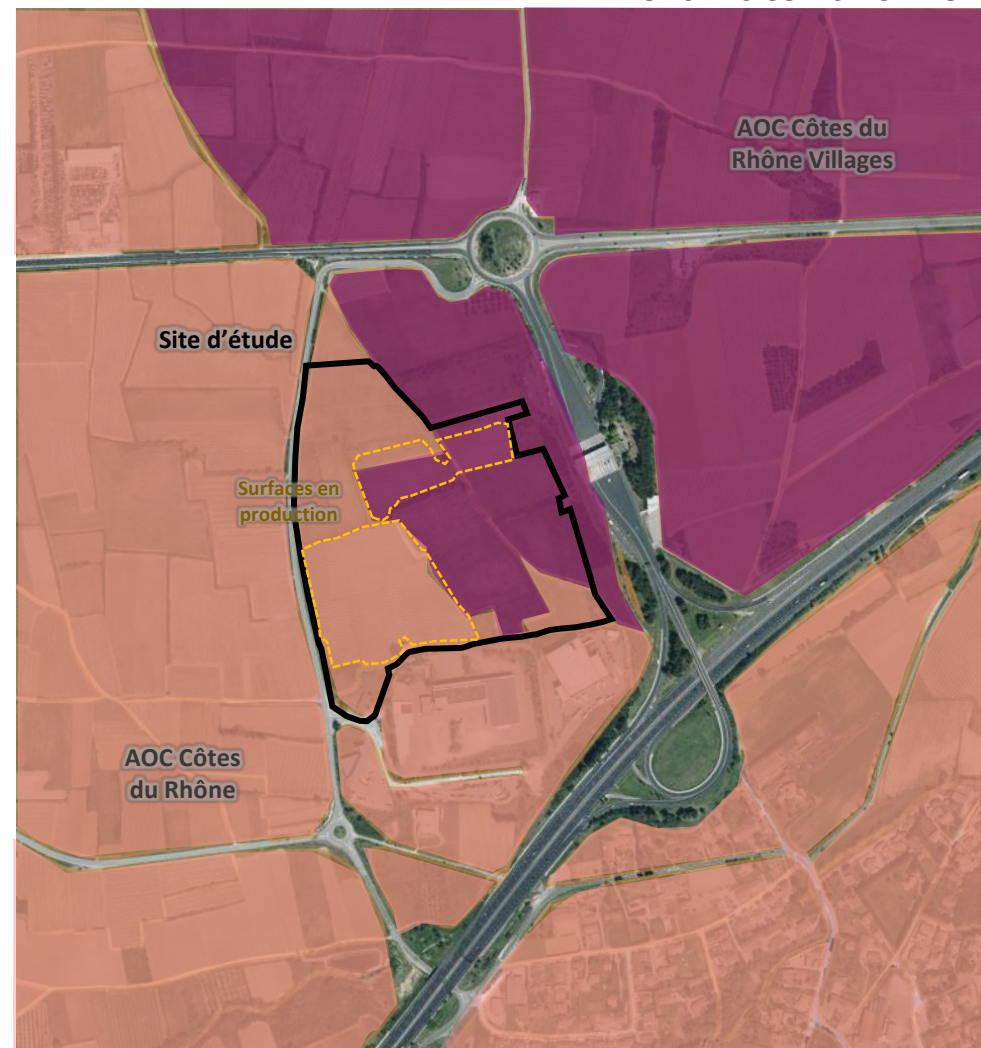 AOC Côtes du
Rhône Villages
Site d'étude
Surfaces en
production
AOC Côtes
du Rhône